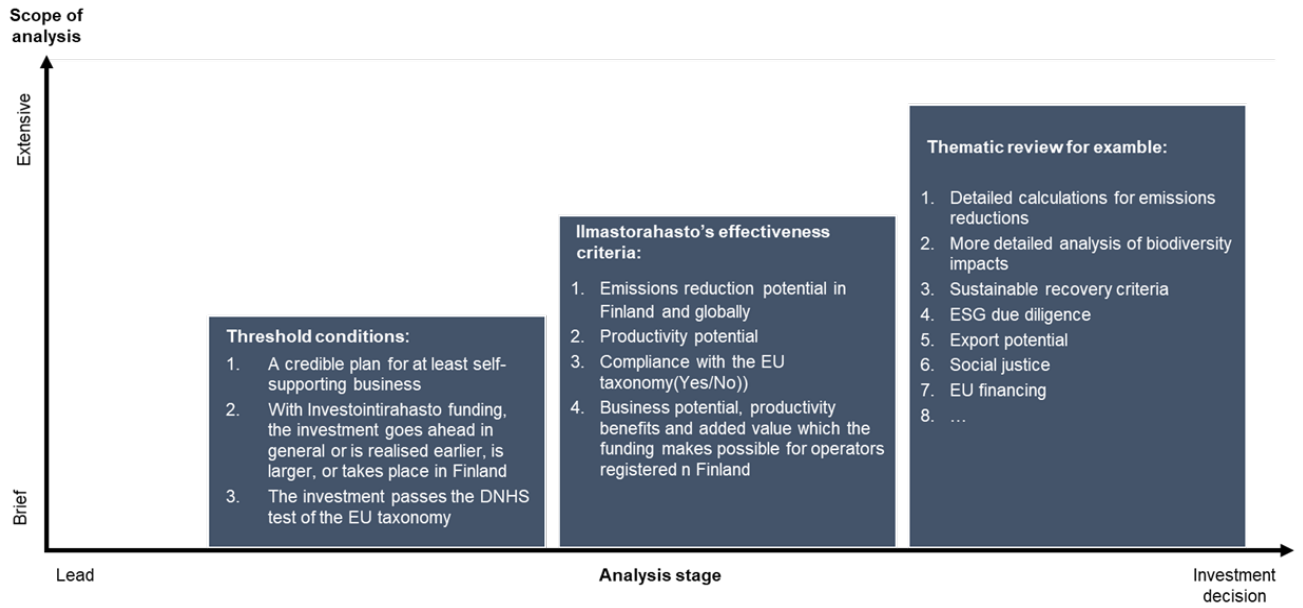 Scope of
analysis
Extensive
Brief
Threshold conditions:
1. A credible plan for at least self-
supporting business
2. With Investointirahasto funding,
the investment goes ahead in
general or is realised earlier, is
larger, or takes place in Finland
3. The investment passes the DNHS
test of the EU taxonomy
Ilmastorahasto's effectiveness
criteria:
1. Emissions reduction potential in
Finland and globally
2. Productivity potential
3. Compliance with the EU
taxonomy(Yes/No))
4. Business potential, productivity
benefits and added value which the
funding makes possible for operators
registered n Finland
Thematic review for examble:
1. Detailed calculations for emissions
reductions
2. More detailed analysis of biodiversity
impacts
3. Sustainable recovery criteria
4. ESG due diligence
5. Export potential
6. Social justice
7. EU financing
8. …
Lead
Analysis stage
Investment
decision